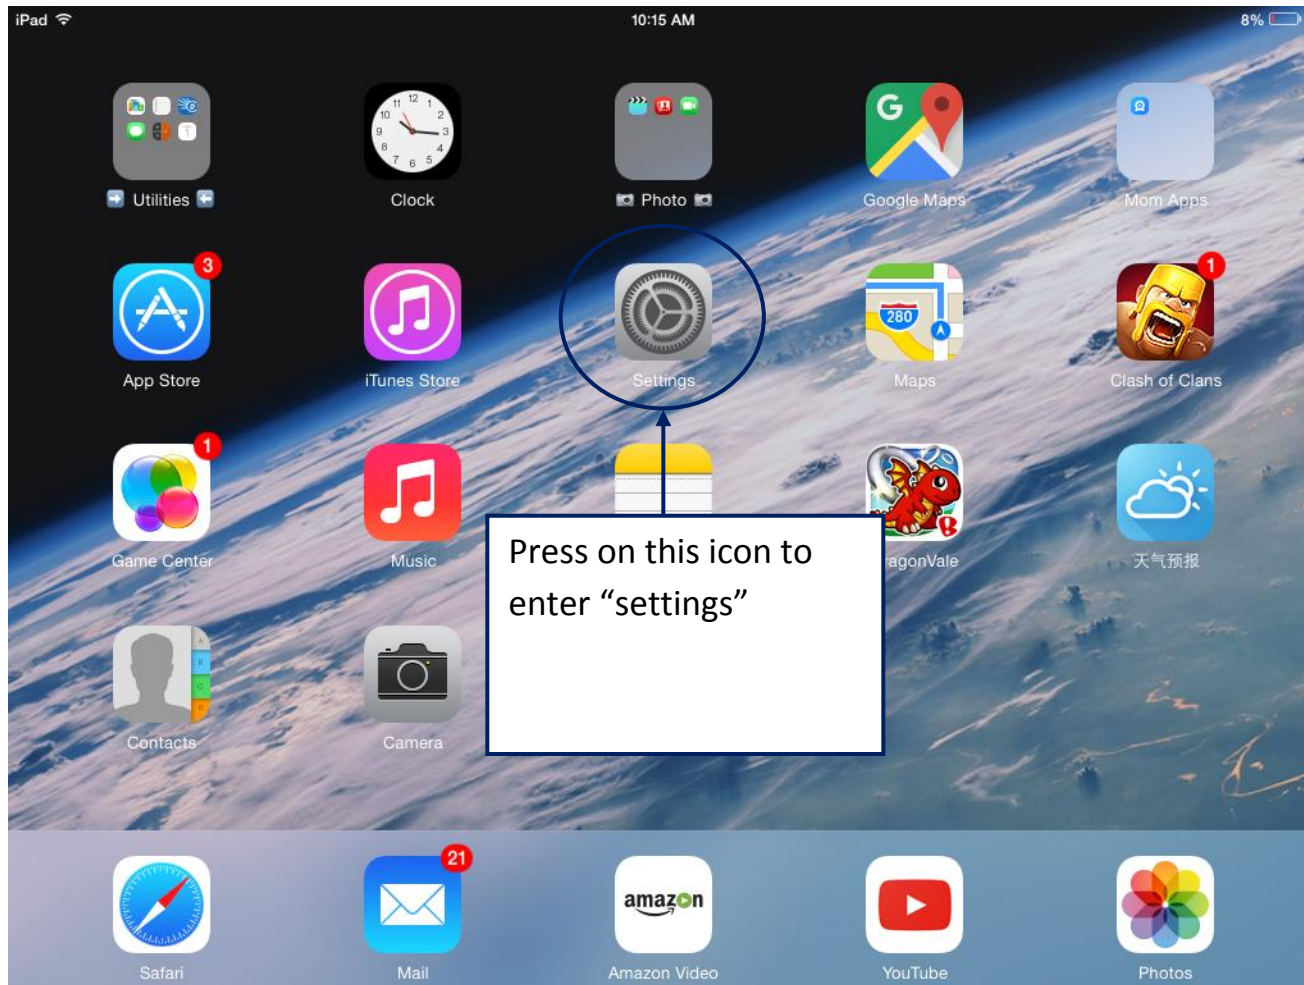 iPad 10:15 AM 8%
Utilities Clock Photo Google Maps Mom Apps
3 1
280
App Store iTunes Store Settings Maps Clash of Clans
1
Press on this icon to
enter “settings”
Game Center Music ragonVale 天气预报
Contacts Camera
21
amazon
Safari Mail Amazon Video YouTube Photos